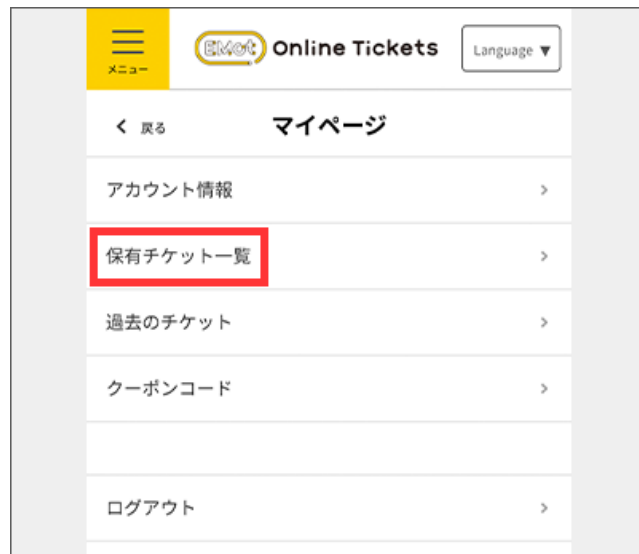 メニュー
EMot Online Tickets
Language ▼
戻る
マイページ
アカウント情報
保有チケット一覧
過去のチケット
クーポンコード
ログアウト